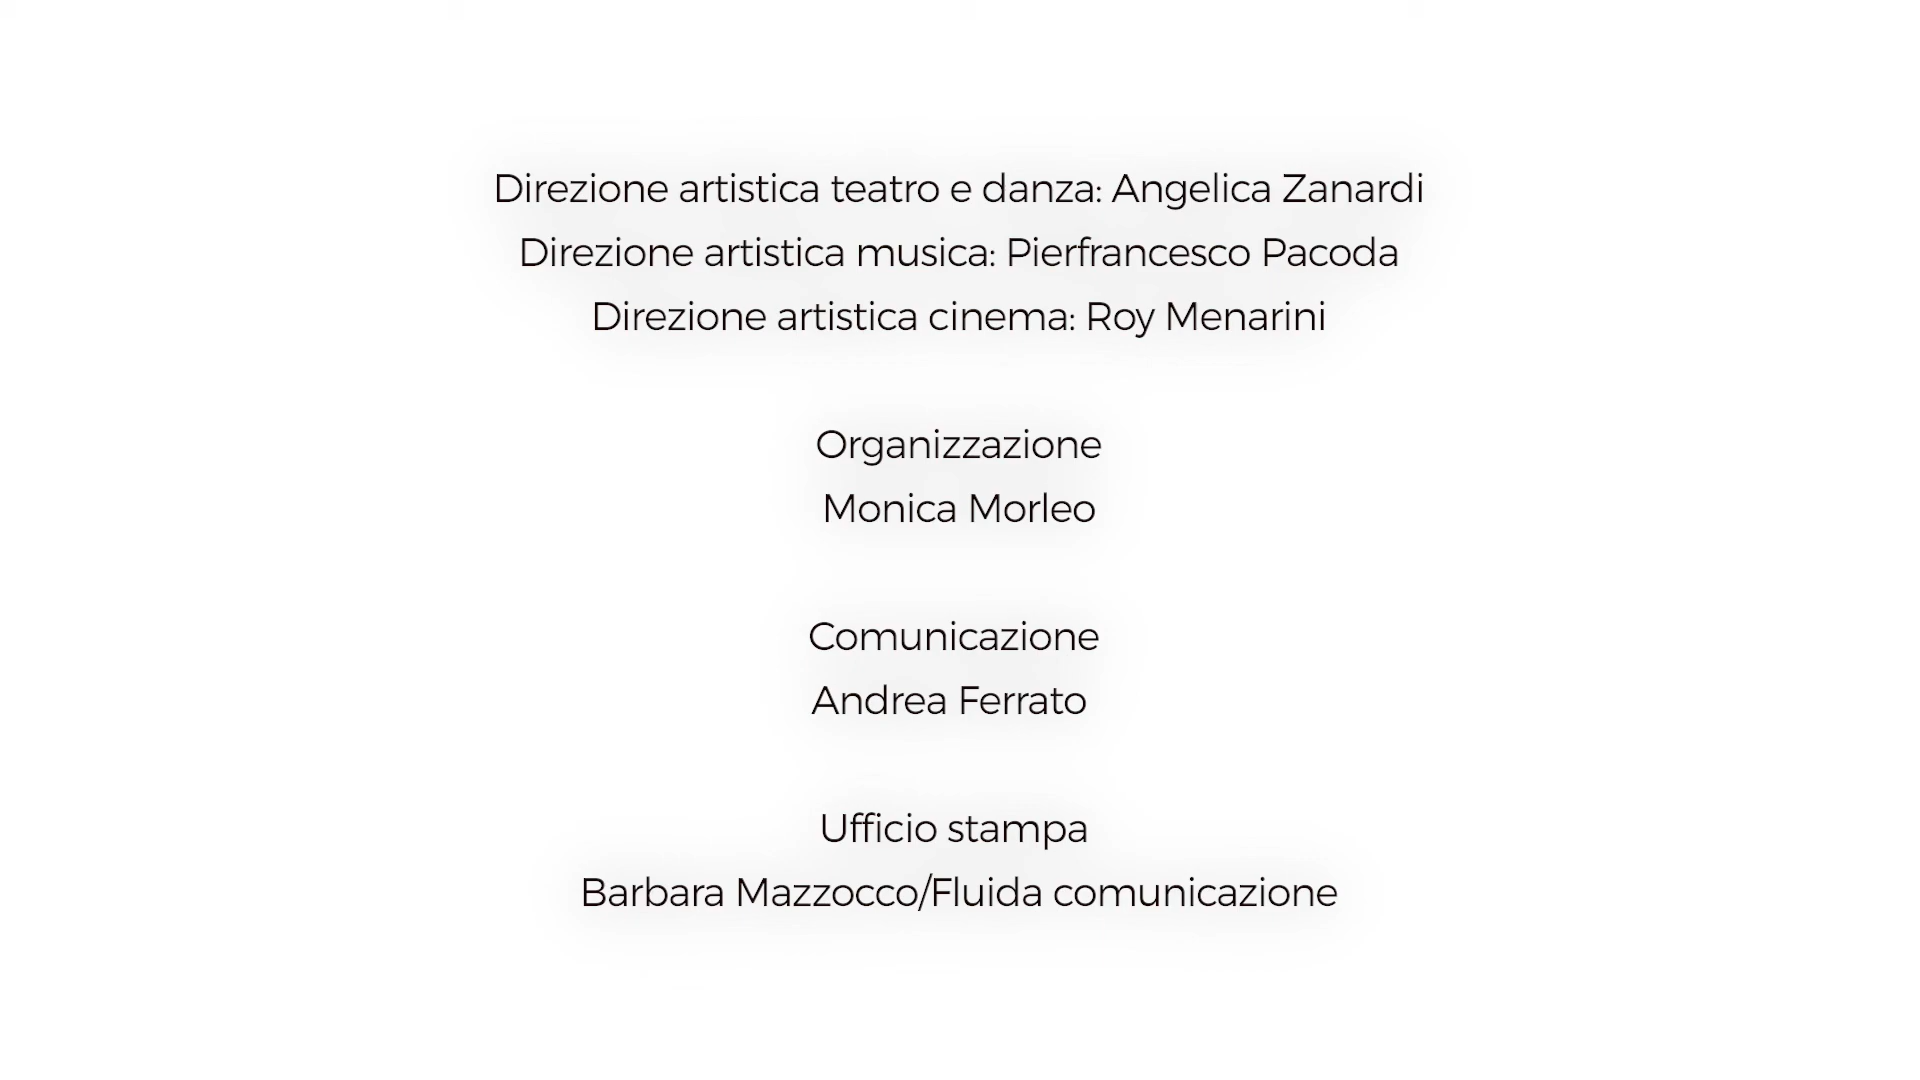 Direzione artistica teatro e danza: Angelica Zanardi
Direzione artistica musica: Pierfrancesco Pacoda
Direzione artistica cinema: Roy Menarini
Organizzazione
Monica Morleo
Comunicazione
Andrea Ferrato
Ufficio stampa
Barbara Mazzocco/Fluida comunicazione